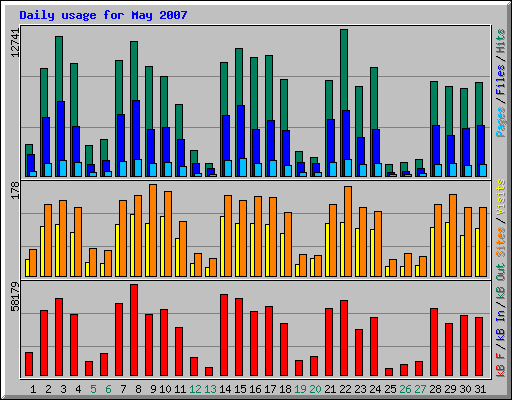 Daily usage for May 2007
12741
Pages / Files / Hits
178
Sites / Visits
58179
kB F / kB In / kB Out
1 2 3 4 5 6 7 8 9 10 11 12 13 14 15 16 17 18 19 20 21 22 23 24 25 26 27 28 29 30 31